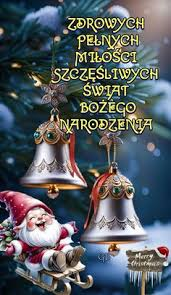 ZDROWYCH
PEŁNYCH
MIŁOŚCI
SZCZĘŚLIWYCH
ŚWIĄT
BOŻEGO
NARODZENIA
Merry
Christmas